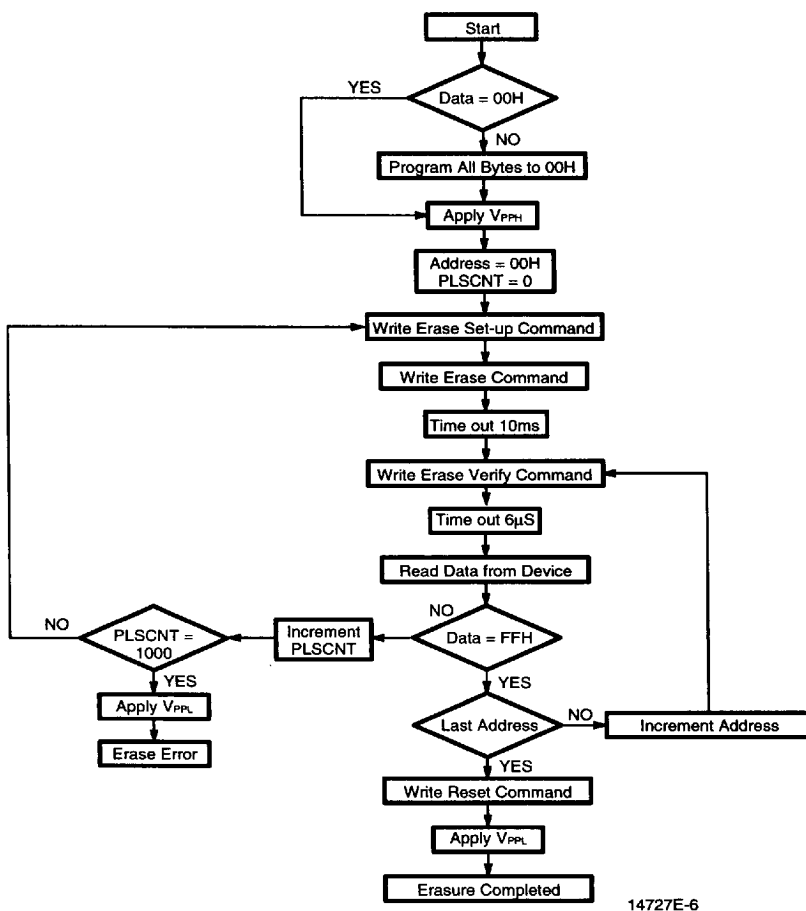 Start
YES
Data = 00H
NO
Program All Bytes to 00H
Apply VPPH
Address = 00H
PLSCNT = 0
Write Erase Set-up Command
Write Erase Command
Time out 10ms
Write Erase Verify Command
Time out 6µS
Read Data from Device
NO
Data = FFH
YES
Increment
PLSCNT
NO
PLSCNT =
1000
YES
Apply VPPL
Erase Error
Last Address
NO
Increment Address
YES
Write Reset Command
Apply VPPL
Erasure Completed
14727E-6